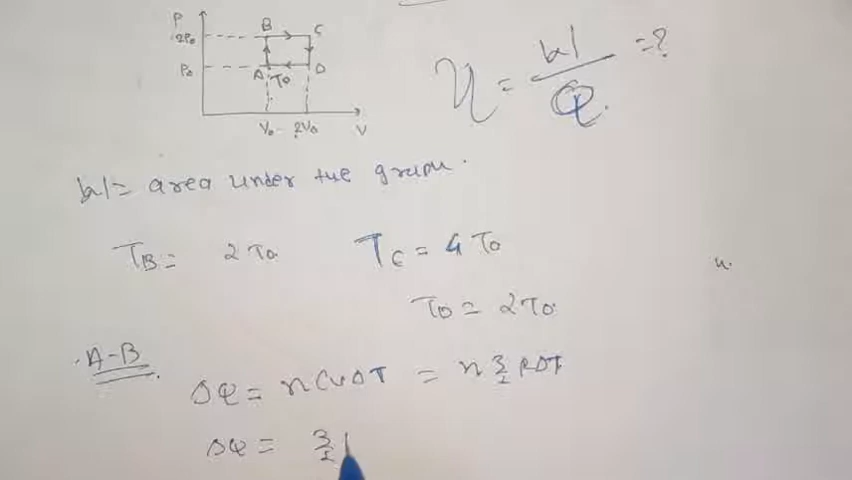 P
2P₀ B C
P₀ A T₀ D
V₀ 2V₀ V
η = W/Q = ?
W = area under the graph.
T_B = 2T₀ T_C = 4T₀
T_D = 2T₀
A-B
ΔQ = nCvΔT = n 3/2 RΔT
ΔQ = 3/2